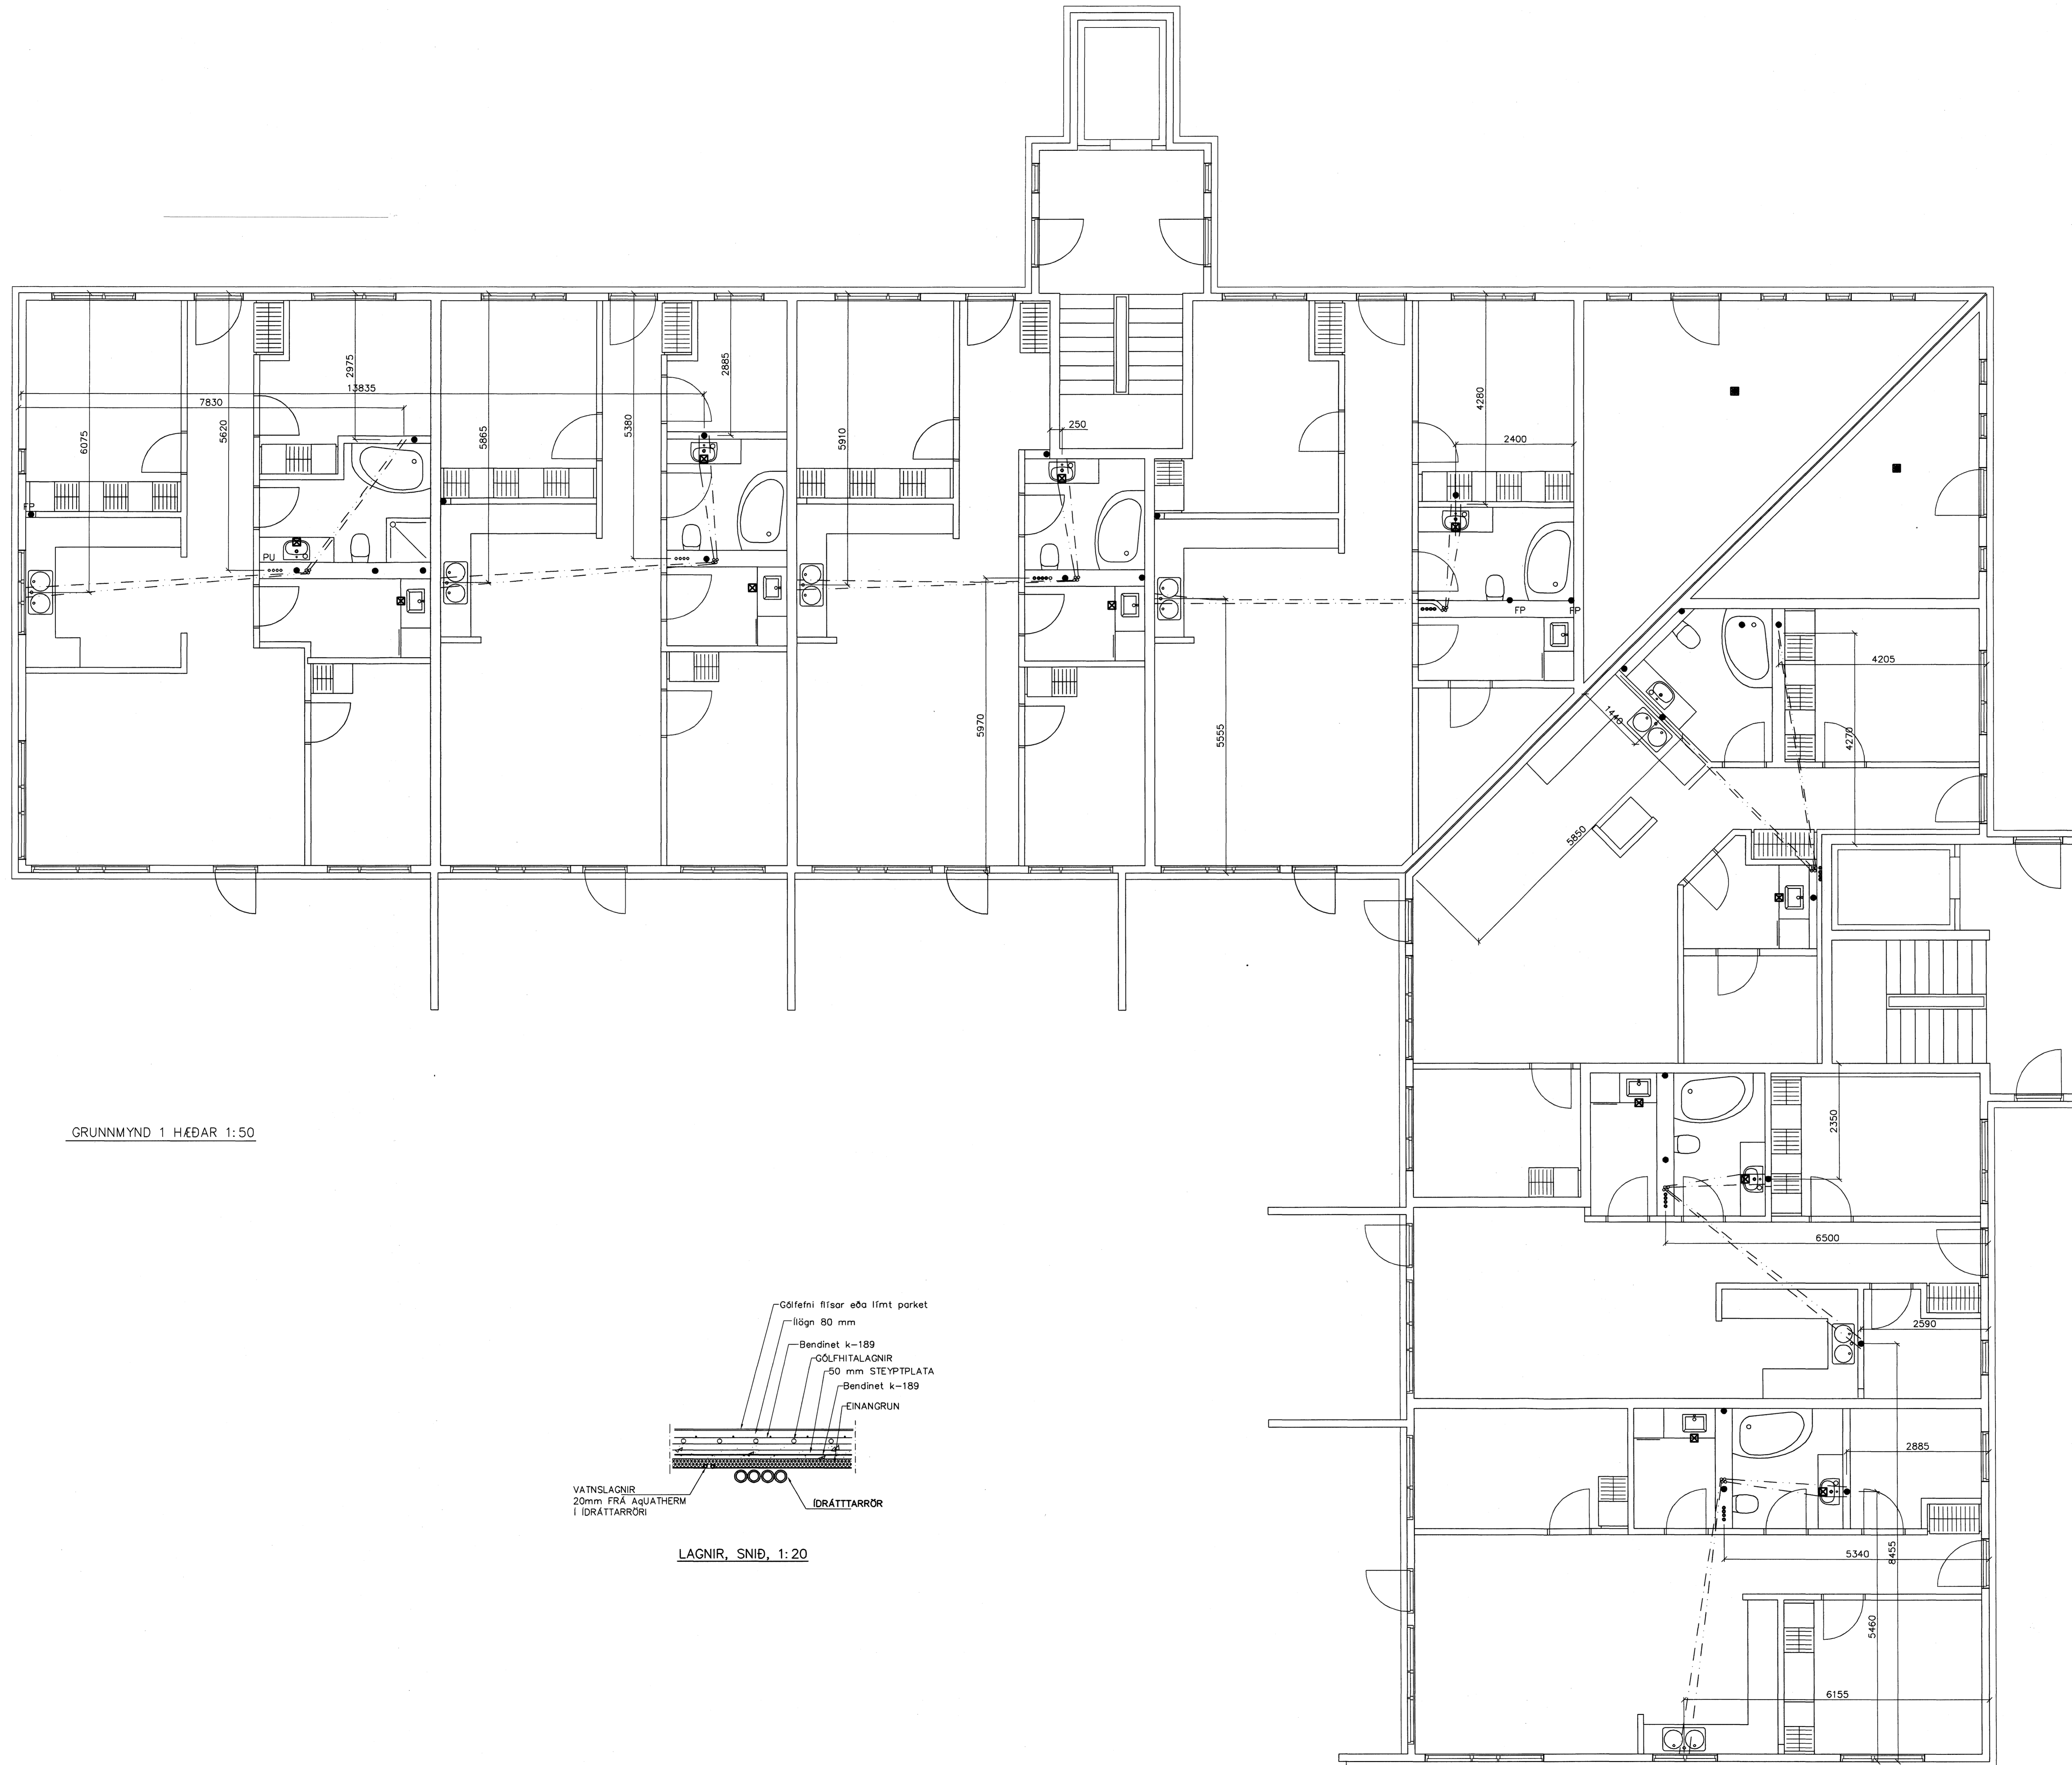 2975
13835
7830
6075
5620
5865
5380
2885
5910
250
4280
2400
FP
PU
FP
FP
4205
1440
4270
5970
5555
5850
2350
GRUNNMYND 1 HÆÐAR 1:50
6500
2590
Gólfefni flísar eða límt parket
Ílögn 80 mm
Bendinet k-189
GÓLFHITALAGNIR
50 mm STEYPTPLATA
Bendinet k-189
EINANGRUN
VATNSLAGNIR
20mm FRÁ AqUATHERM
Í ÍDRÁTTARRÖRI
ÍDRÁTTTARRÖR
LAGNIR, SNIÐ, 1:20
2885
5340
8455
5460
6155